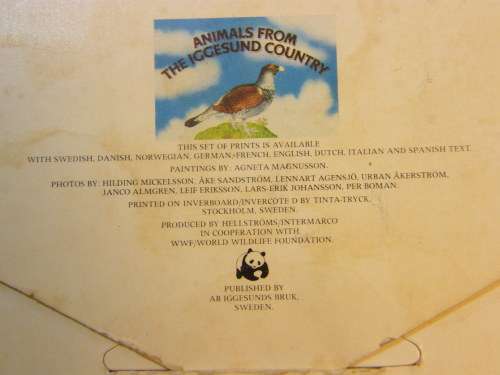 ANIMALS FROM
THE IGGESUND COUNTRY
THIS SET OF PRINTS IS AVAILABLE
WITH SWEDISH, DANISH, NORWEGIAN, GERMAN, FRENCH, ENGLISH, DUTCH, ITALIAN AND SPANISH TEXT.
PAINTINGS BY: AGNETA MAGNUSSON.
PHOTOS BY: HILDING MICKELSSON, ÅKE SANDSTRÖM, LENNART AGENSJÖ, URBAN ÅKERSTRÖM,
JANCO ALMGREN, LEIF ERIKSSON, LARS-ERIK JOHANSSON, PER BOMAN.
PRINTED ON INVERBOARD/INVERCOTE D BY TINTA-TRYCK,
STOCKHOLM, SWEDEN.
PRODUCED BY HELLSTRÖMS/INTERMARCO
IN COOPERATION WITH
WWF/WORLD WILDLIFE FOUNDATION.
PUBLISHED BY
AB IGGESUNDS BRUK,
SWEDEN.